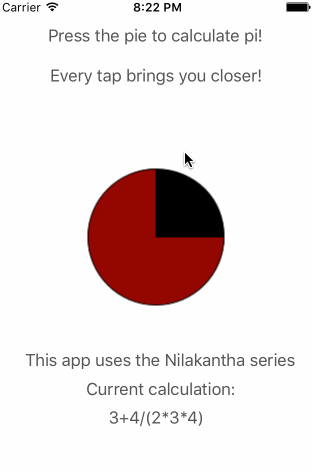 Carrier 8:22 PM
Press the pie to calculate pi!
Every tap brings you closer!
This app uses the Nilakantha series
Current calculation:
3+4/(2*3*4)